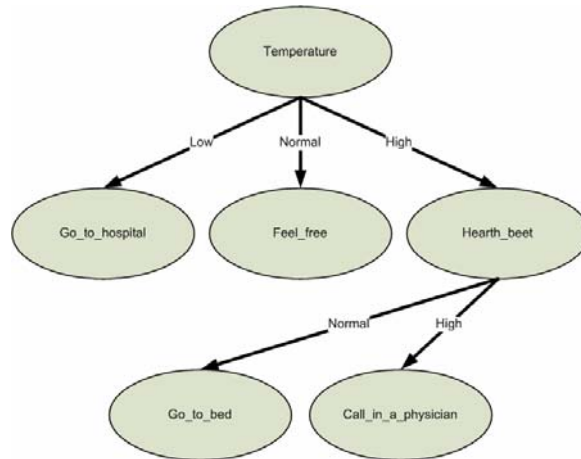 Temperature
Low
Normal
High
Go_to_hospital
Feel_free
Hearth_beet
Normal
High
Go_to_bed
Call_in_a_physician